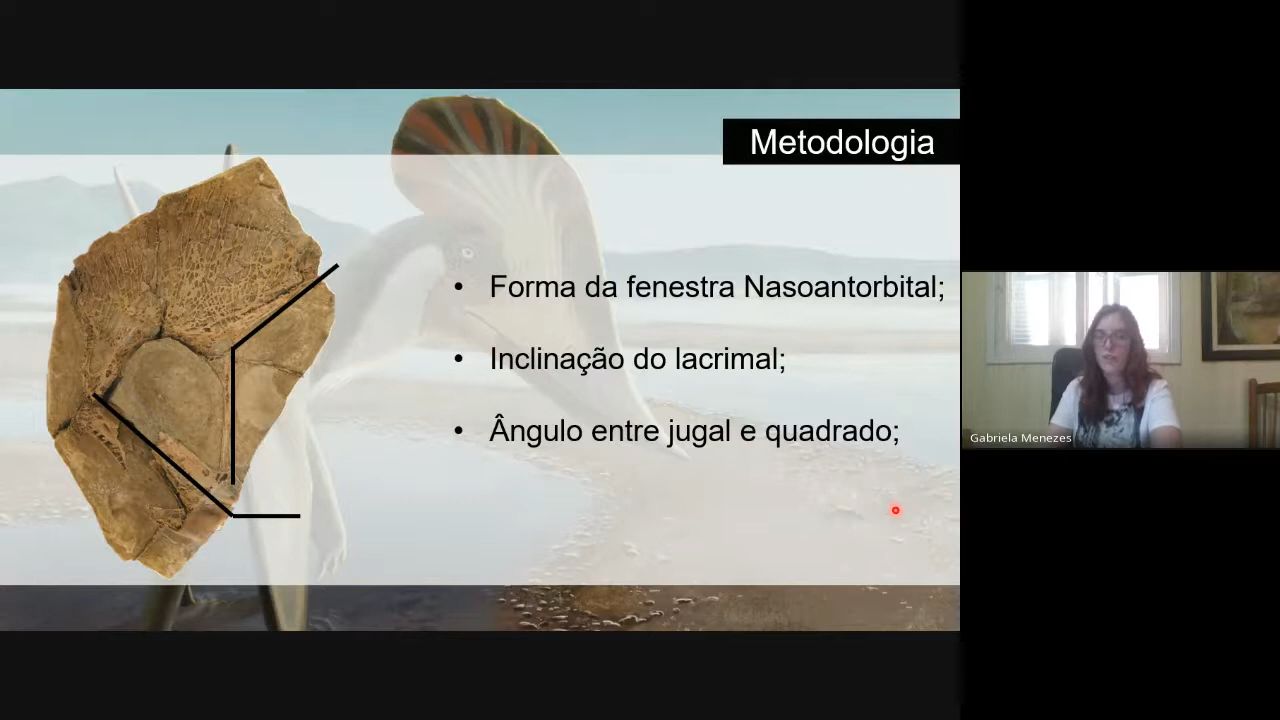 Metodologia
• Forma da fenestra Nasoantorbital;
• Inclinação do lacrimal;
• Ângulo entre jugal e quadrado;
Gabriela Menezes